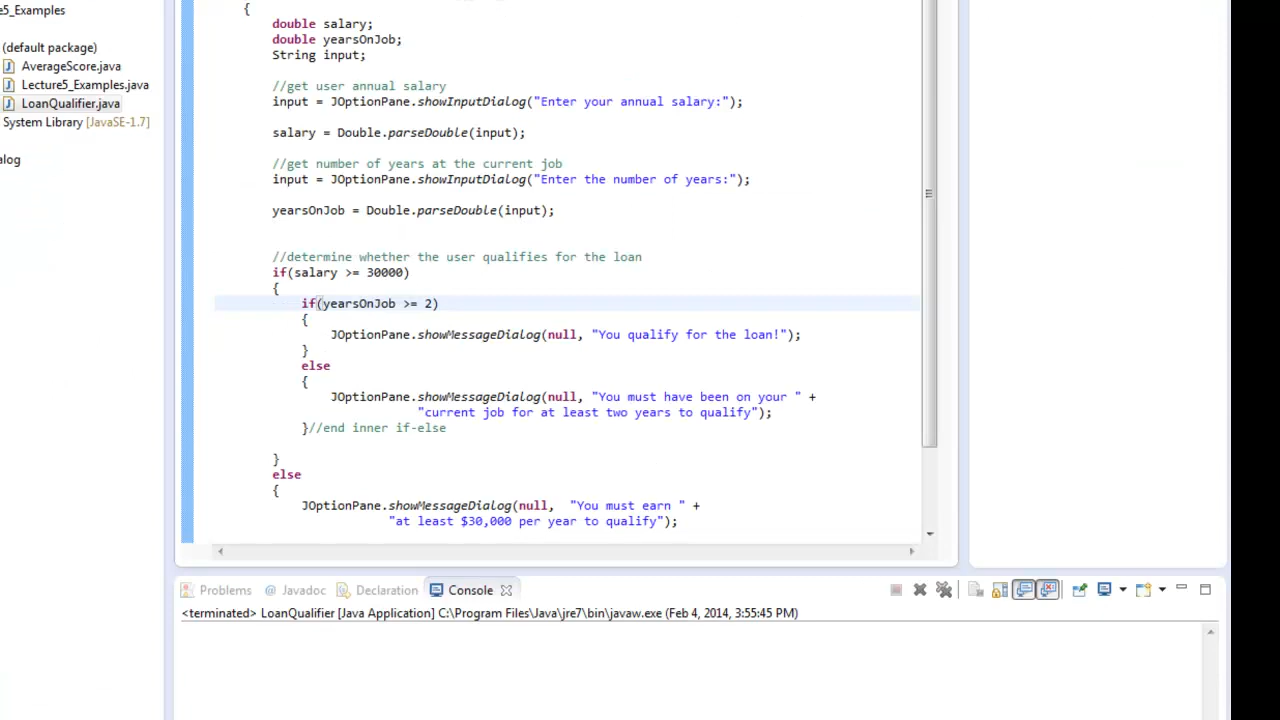 e5_Examples
(default package)
AverageScore.java
Lecture5_Examples.java
LoanQualifier.java
System Library [JavaSE-1.7]
alog
{
double salary;
double yearsOnJob;
String input;
//get user annual salary
input = JOptionPane.showInputDialog("Enter your annual salary:");
salary = Double.parseDouble(input);
//get number of years at the current job
input = JOptionPane.showInputDialog("Enter the number of years:");
yearsOnJob = Double.parseDouble(input);
//determine whether the user qualifies for the loan
if(salary >= 30000)
{
if(yearsOnJob >= 2)
{
JOptionPane.showMessageDialog(null, "You qualify for the loan!");
}
else
{
JOptionPane.showMessageDialog(null, "You must have been on your " +
"current job for at least two years to qualify");
}//end inner if-else
}
else
{
JOptionPane.showMessageDialog(null,  "You must earn " +
"at least $30,000 per year to qualify");
Problems @ Javadoc Declaration Console
<terminated> LoanQualifier [Java Application] C:\Program Files\Java\jre7\bin\javaw.exe (Feb 4, 2014, 3:55:45 PM)